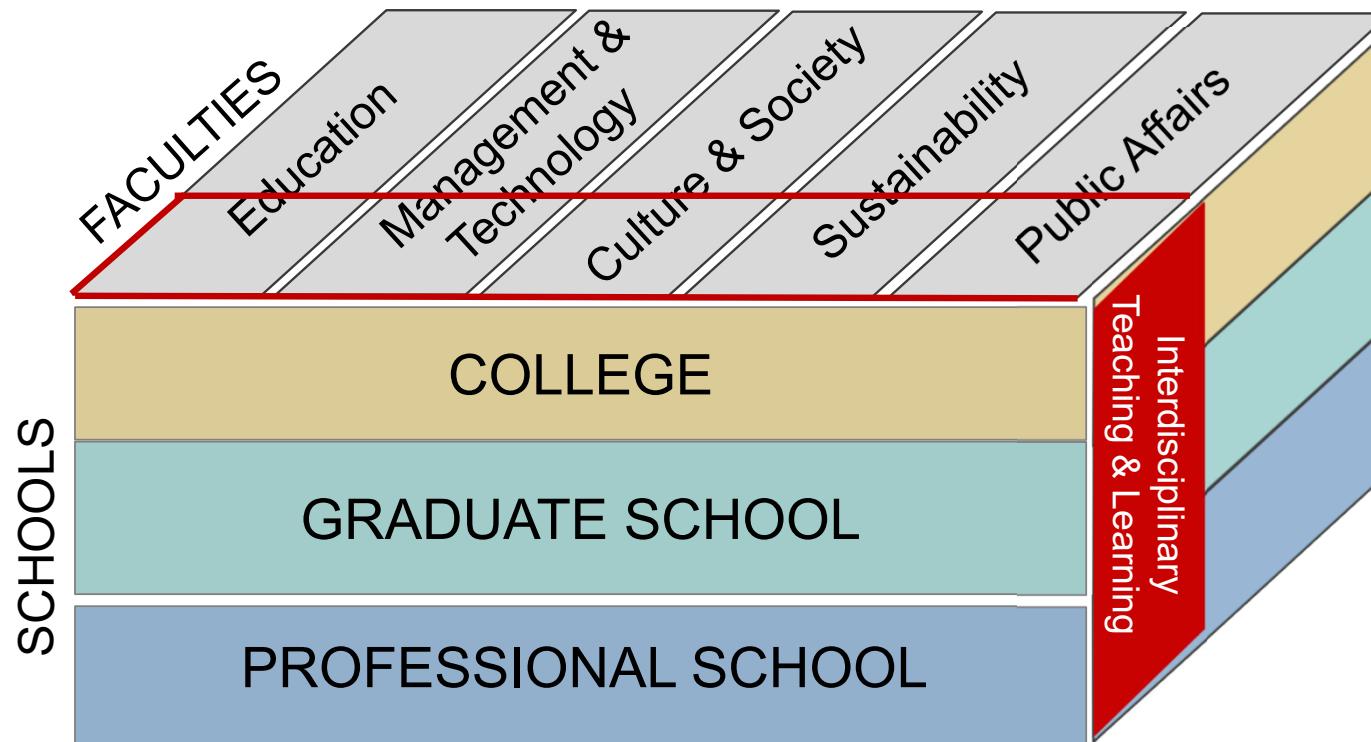 FACULTIES
Education
Management &
Technology
Culture & Society
Sustainability
Public Affairs
SCHOOLS
COLLEGE
GRADUATE SCHOOL
PROFESSIONAL SCHOOL
Interdisciplinary
Teaching & Learning